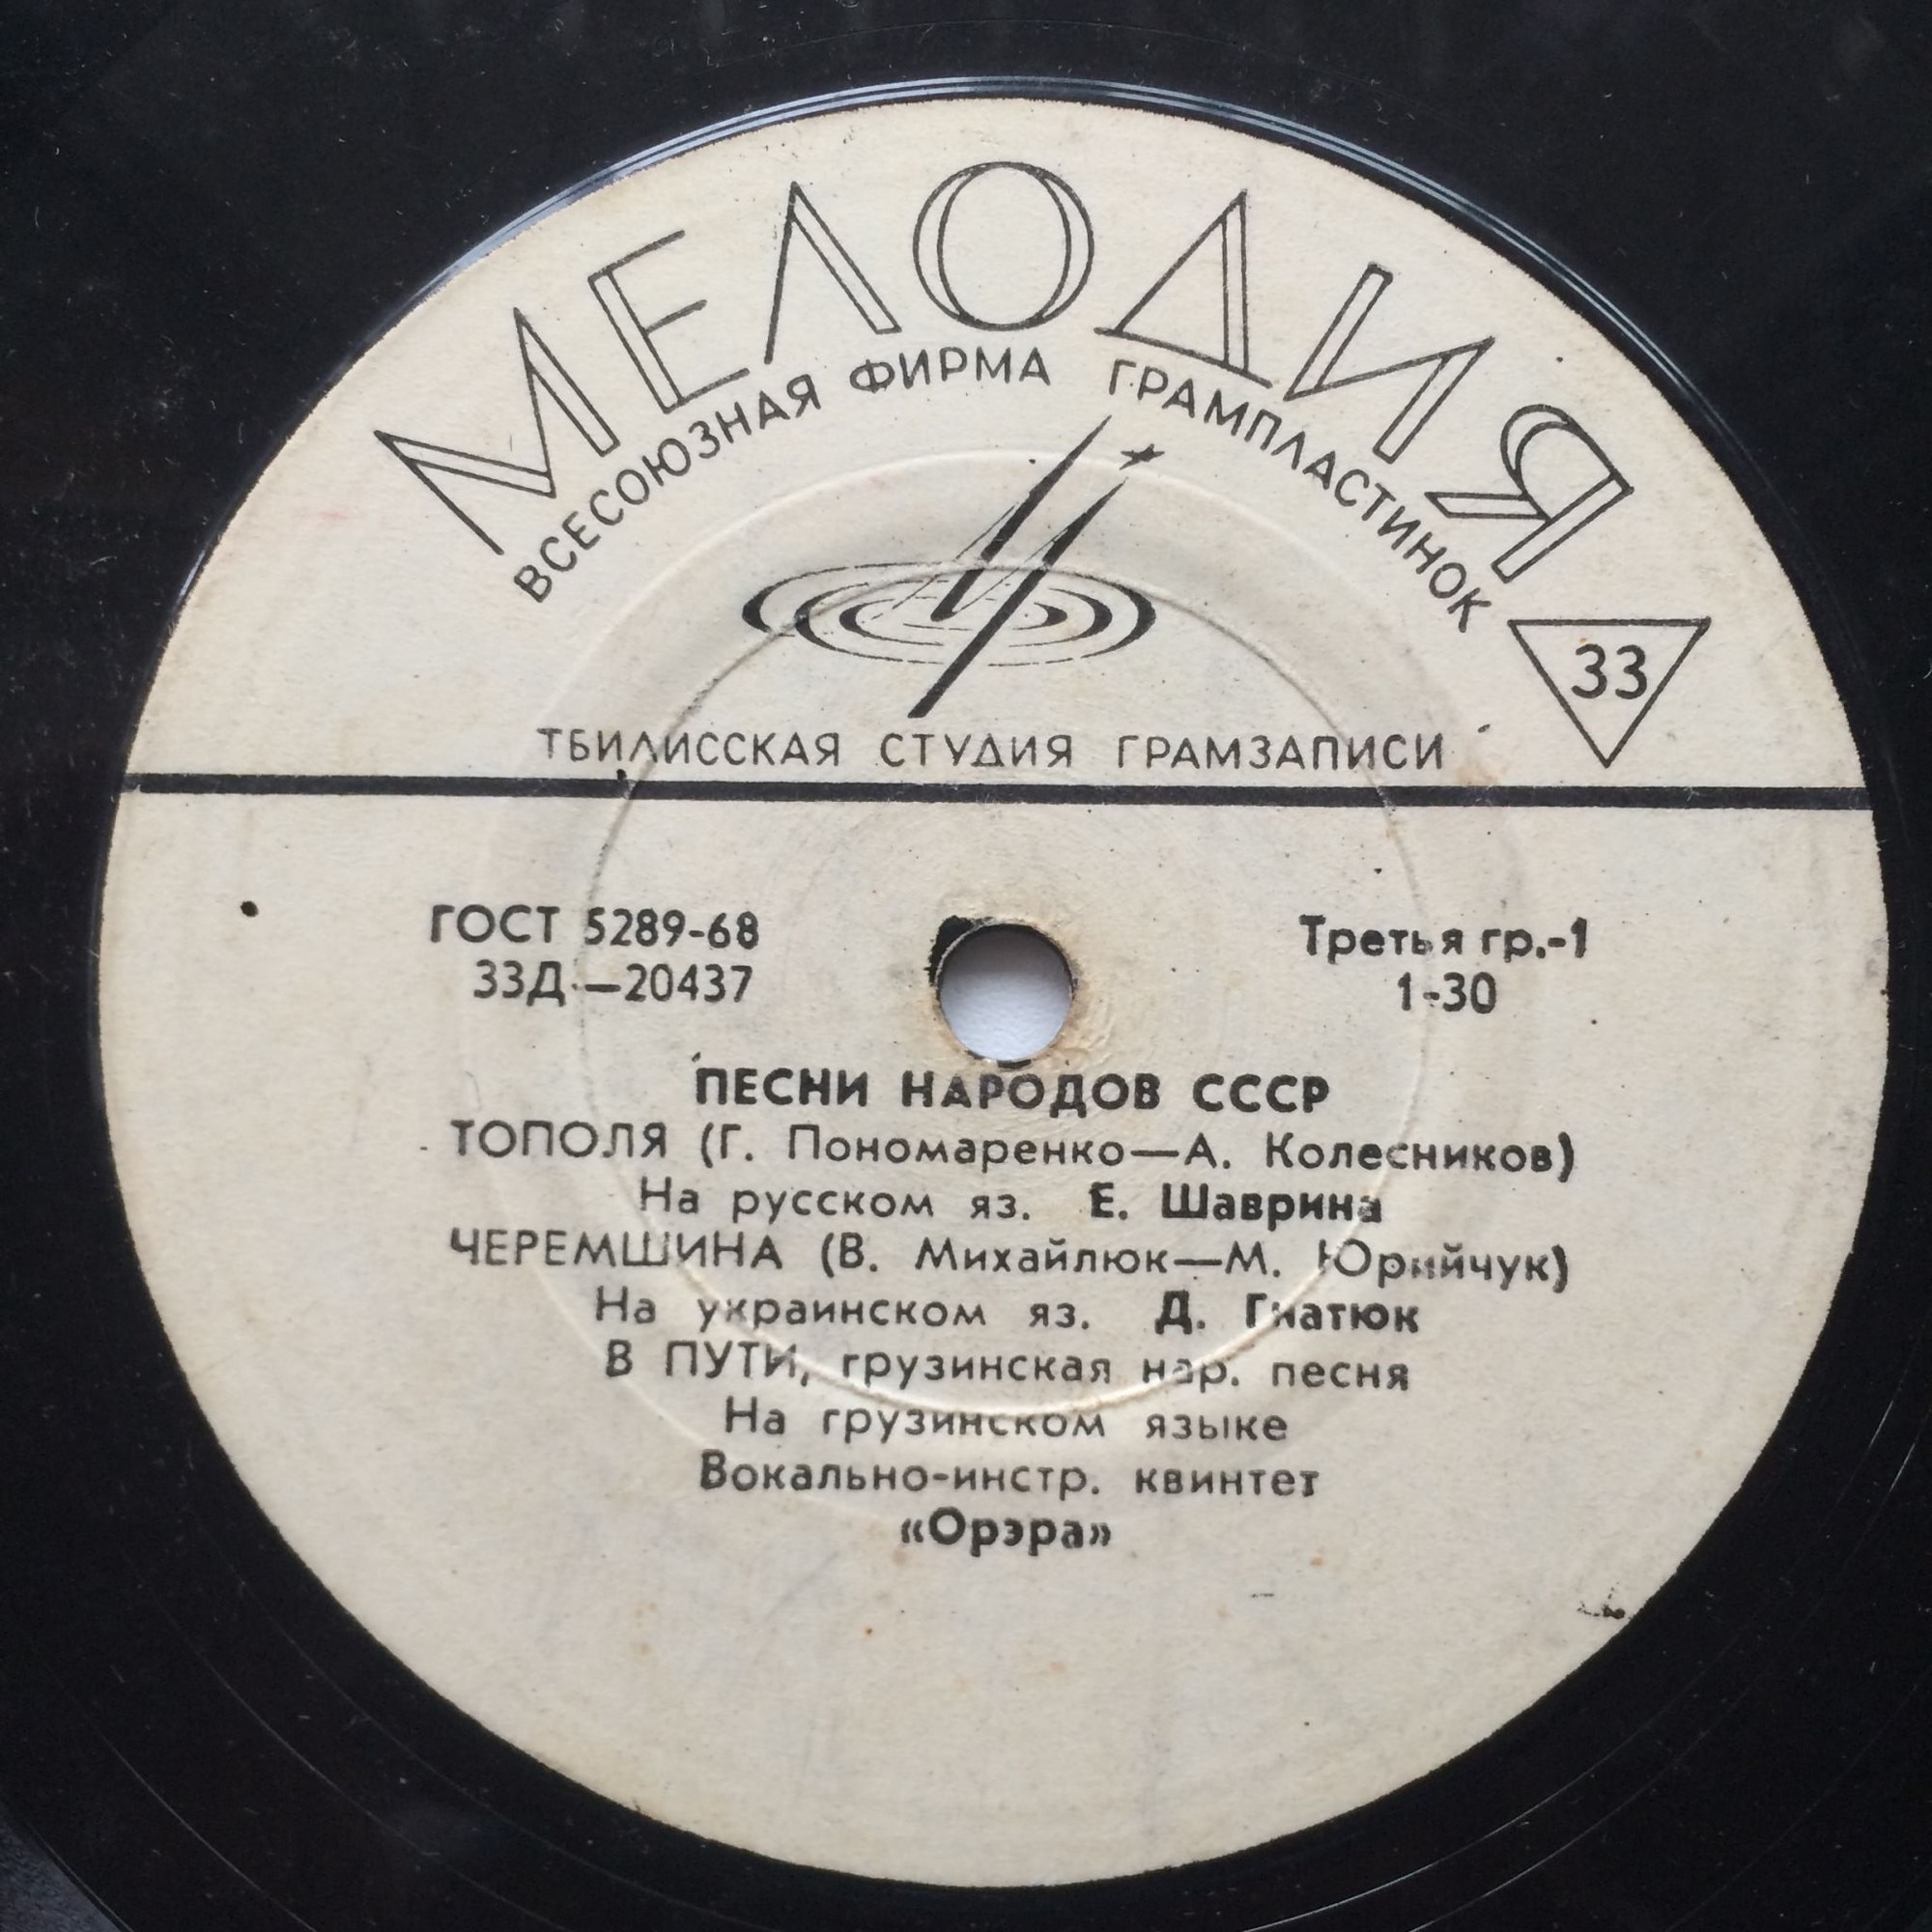 МЕЛОДИЯ
ВСЕСОЮЗНАЯ ФИРМА ГРАМПЛАСТИНОК
33
ТБИЛИССКАЯ СТУДИЯ ГРАМЗАПИСИ
ГОСТ 5289-68
33Д—20437
Третья гр.-1
1-30
ПЕСНИ НАРОДОВ СССР
ТОПОЛЯ (Г. Пономаренко—А. Колесников)
На русском яз. Е. Шаврина
ЧЕРЕМШИНА (В. Михайлюк—М. Юрийчук)
На украинском яз. Д. Гнатюк
В ПУТИ, грузинская нар. песня
На грузинском языке
Вокально-инстр. квинтет
«Орэра»